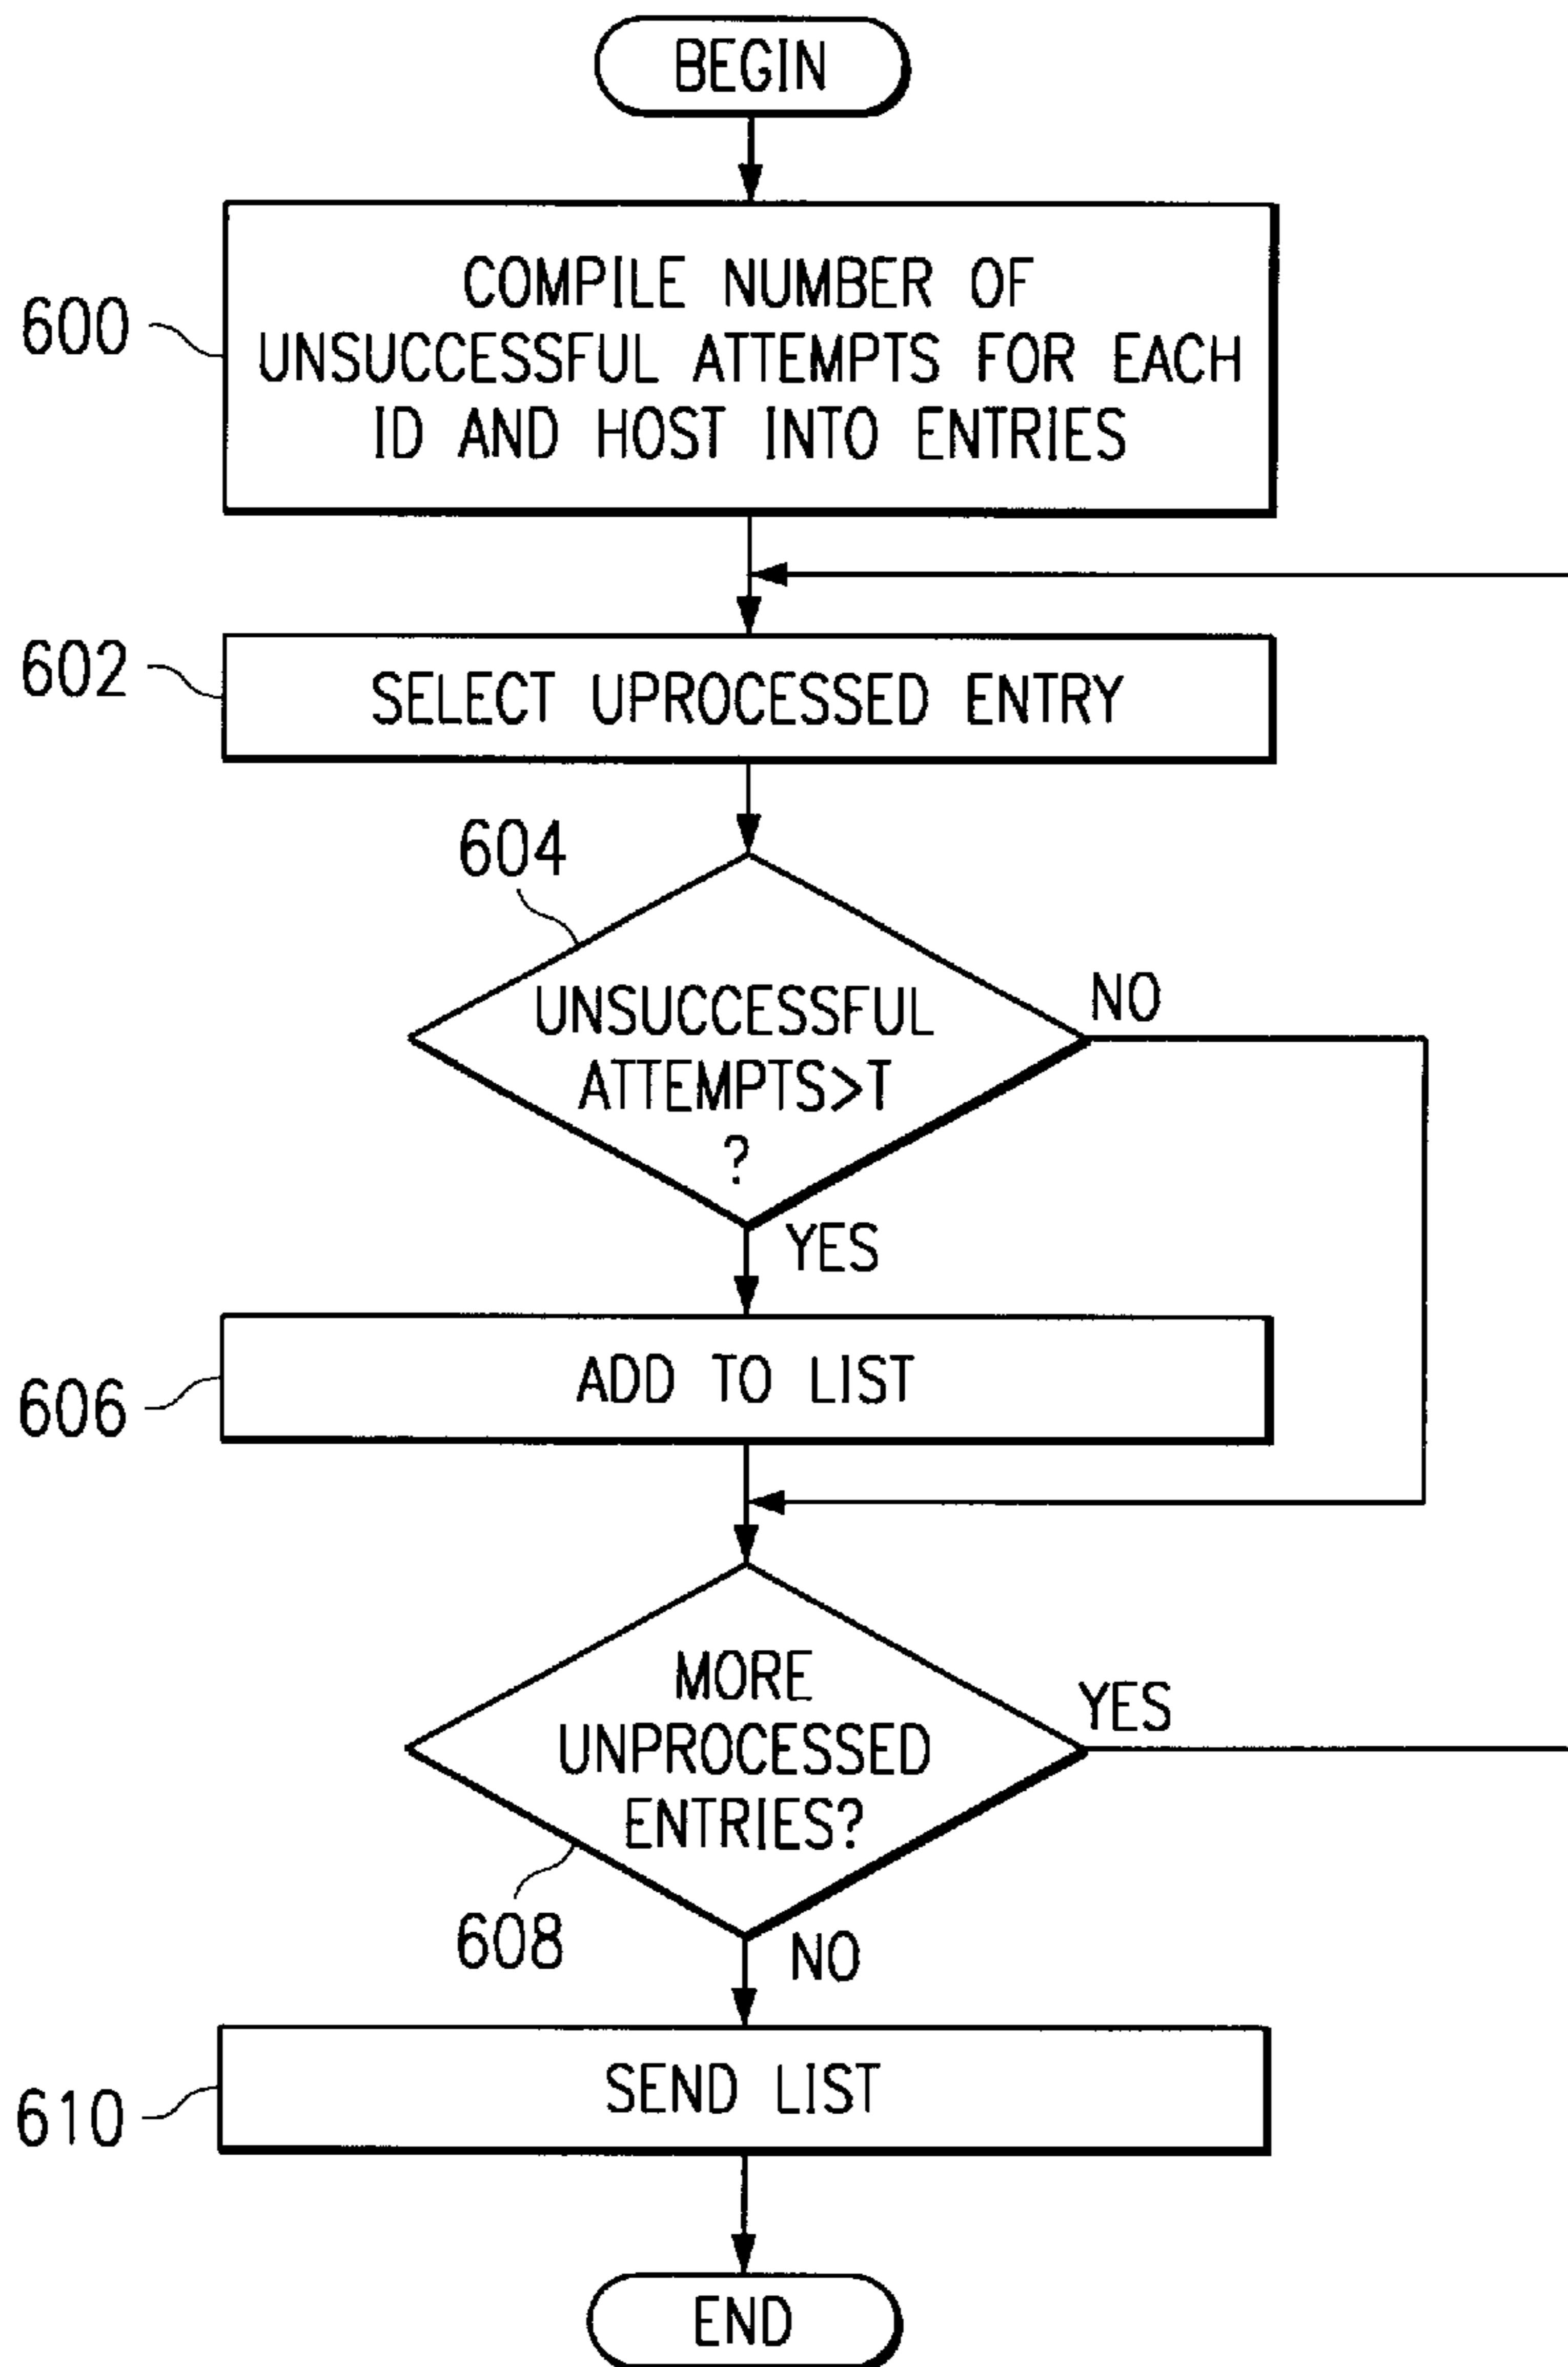 BEGIN
600
COMPILE NUMBER OF
UNSUCCESSFUL ATTEMPTS FOR EACH
ID AND HOST INTO ENTRIES
602
SELECT UPROCESSED ENTRY
604
UNSUCCESSFUL
ATTEMPTS>T
?
NO
YES
606
ADD TO LIST
MORE
UNPROCESSED
ENTRIES?
YES
608
NO
610
SEND LIST
END